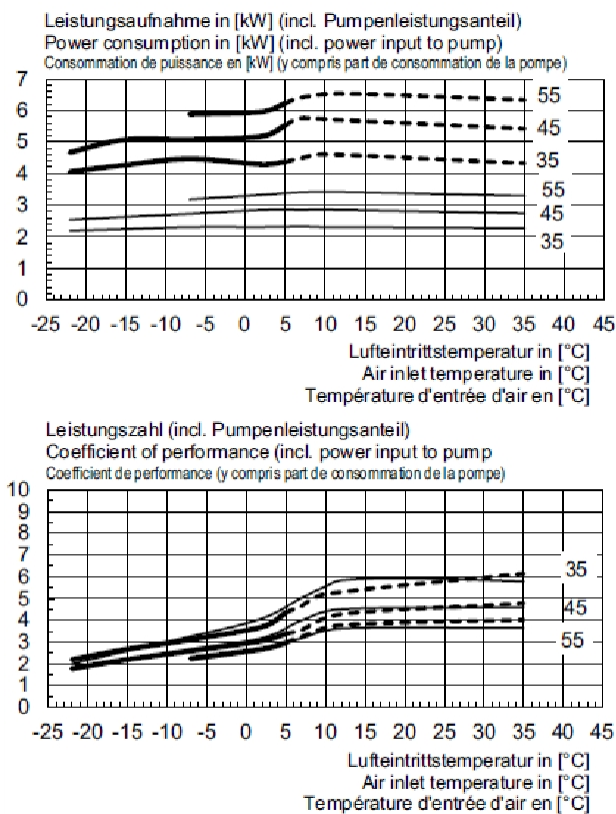 Leistungsaufnahme in [kW] (incl. Pumpenleistungsanteil)
Power consumption in [kW] (incl. power input to pump)
Consommation de puissance en [kW] (y compris part de consommation de la pompe)
7
6
5
4
3
2
1
0
55
45
35
55
45
35
-25 -20 -15 -10 -5 0 5 10 15 20 25 30 35 40 45
Lufteintrittstemperatur in [°C]
Air inlet temperature in [°C]
Température d'entrée d'air en [°C]
Leistungszahl (incl. Pumpenleistungsanteil)
Coefficient of performance (incl. power input to pump
Coefficient de performance (y compris part de consommation de la pompe)
10
9
8
7
6
5
4
3
2
1
0
35
45
55
-25 -20 -15 -10 -5 0 5 10 15 20 25 30 35 40 45
Lufteintrittstemperatur in [°C]
Air inlet temperature in [°C]
Température d'entrée d'air en [°C]